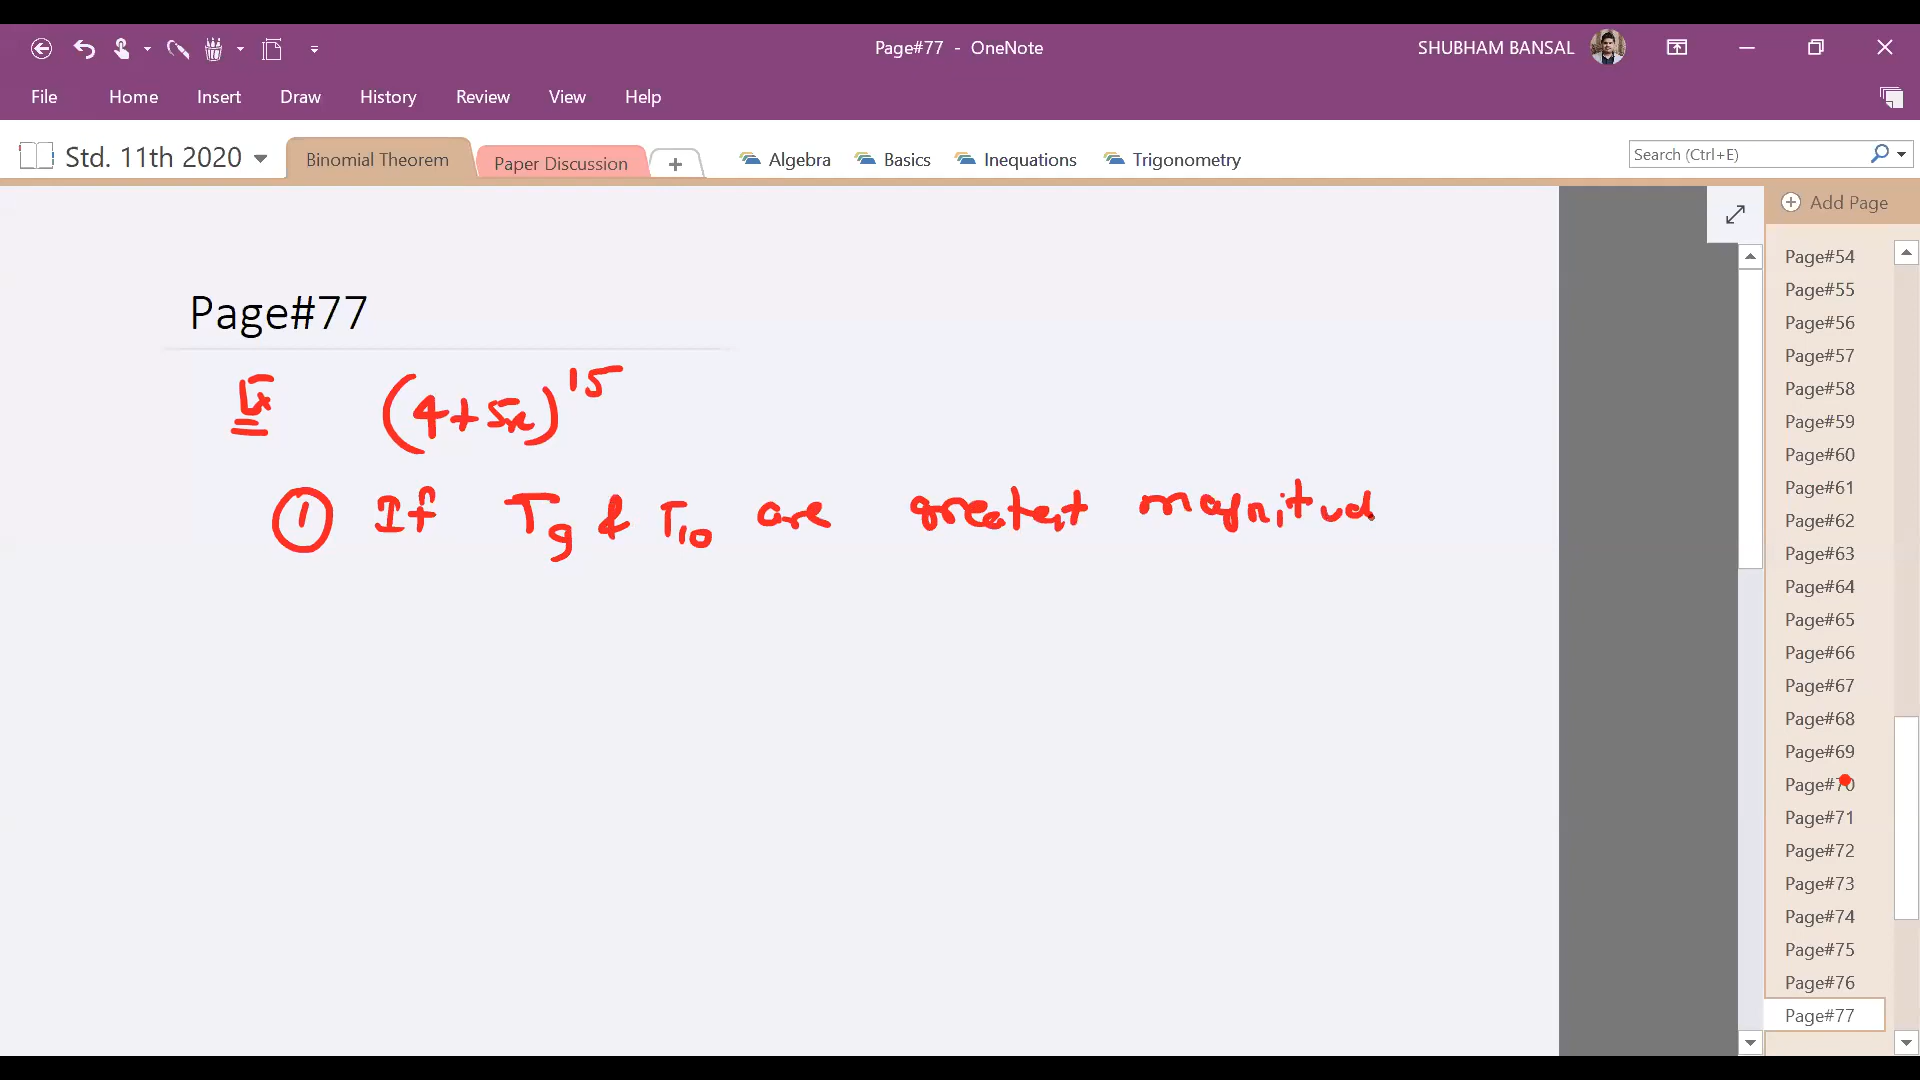 Page#77 - OneNote
SHUBHAM BANSAL
File Home Insert Draw History Review View Help
Std. 11th 2020 Binomial Theorem Paper Discussion + Algebra Basics Inequations Trigonometry
Search (Ctrl+E)
Add Page
Page#77
Ex (4+5x)^15
① If T9 & T10 are greatest magnitud
Page#54
Page#55
Page#56
Page#57
Page#58
Page#59
Page#60
Page#61
Page#62
Page#63
Page#64
Page#65
Page#66
Page#67
Page#68
Page#69
Page#70
Page#71
Page#72
Page#73
Page#74
Page#75
Page#76
Page#77